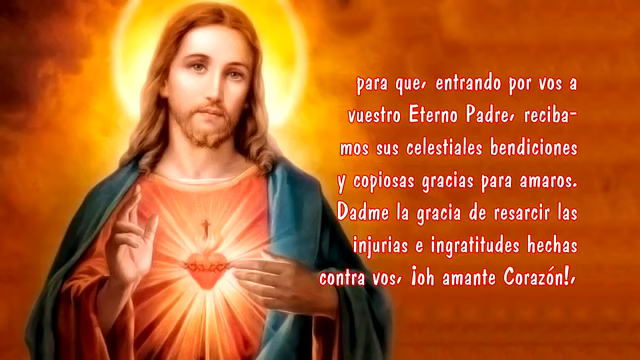 para que, entrando por vos a
vuestro Eterno Padre, reciba-
mos sus celestiales bendiciones
y copiosas gracias para amaros.
Dadme la gracia de resarcir las
injurias e ingratitudes hechas
contra vos, ¡oh amante Corazón!,